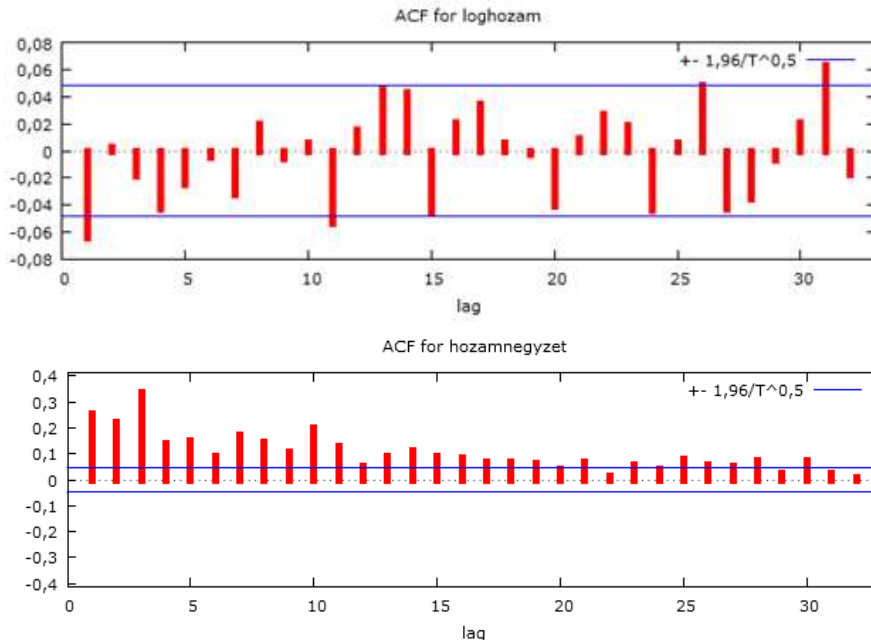 ACF for loghozam
+- 1,96/T^0,5
0,08
0,06
0,04
0,02
0
-0,02
-0,04
-0,06
-0,08
0 5 10 15 20 25 30
lag
ACF for hozamnegyzet
+- 1,96/T^0,5
0,4
0,3
0,2
0,1
0
-0,1
-0,2
-0,3
-0,4
0 5 10 15 20 25 30
lag